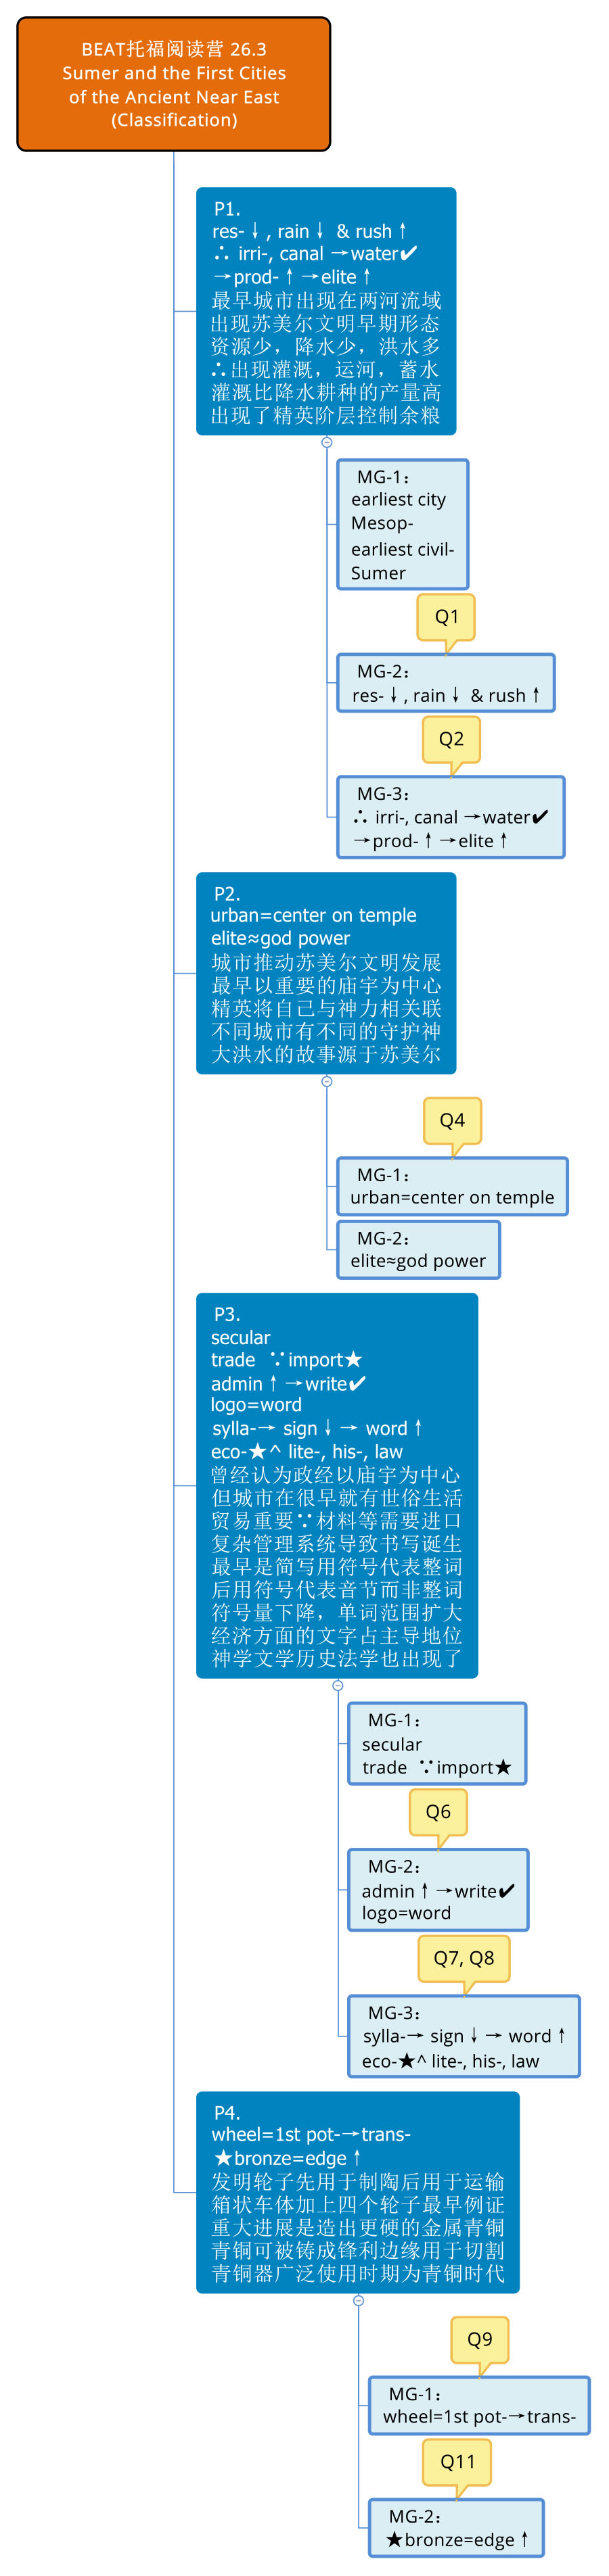 BEAT托福阅读营 26.3
Sumer and the First Cities
of the Ancient Near East
(Classification)
P1.
res-↓, rain↓ & rush↑
∴ irri-, canal →water✔
→prod-↑→elite↑
最早城市出现在两河流域
出现苏美尔文明早期形态
资源少，降水少，洪水多
∴出现灌溉，运河，蓄水
灌溉比降水耕种的产量高
出现了精英阶层控制余粮
MG-1：
earliest city
Mesop-
earliest civil-
Sumer
Q1
MG-2：
res-↓, rain↓ & rush↑
Q2
MG-3：
∴ irri-, canal →water✔
→prod-↑→elite↑
P2.
urban=center on temple
elite≈god power
城市推动苏美尔文明发展
最早以重要的庙宇为中心
精英将自己与神力相关联
不同城市有不同的守护神
大洪水的故事源于苏美尔
Q4
MG-1：
urban=center on temple
MG-2：
elite≈god power
P3.
secular
trade ∵import★
admin↑→write✔
logo=word
sylla-→ sign↓→ word↑
eco-★^ lite-, his-, law
曾经认为政经以庙宇为中心
但城市在很早就有世俗生活
贸易重要∵材料等需要进口
复杂管理系统导致书写诞生
最早是简写用符号代表整词
后用符号代表音节而非整词
符号量下降，单词范围扩大
经济方面的文字占主导地位
神学文学历史法学也出现了
MG-1：
secular
trade ∵import★
Q6
MG-2：
admin↑→write✔
logo=word
Q7, Q8
MG-3：
sylla-→ sign↓→ word↑
eco-★^ lite-, his-, law
P4.
wheel=1st pot-→trans-
★bronze=edge↑
发明轮子先用于制陶后用于运输
箱状车体加上四个轮子最早例证
重大进展是造出更硬的金属青铜
青铜可被铸成锋利边缘用于切割
青铜器广泛使用时期为青铜时代
Q9
MG-1：
wheel=1st pot-→trans-
Q11
MG-2：
★bronze=edge↑